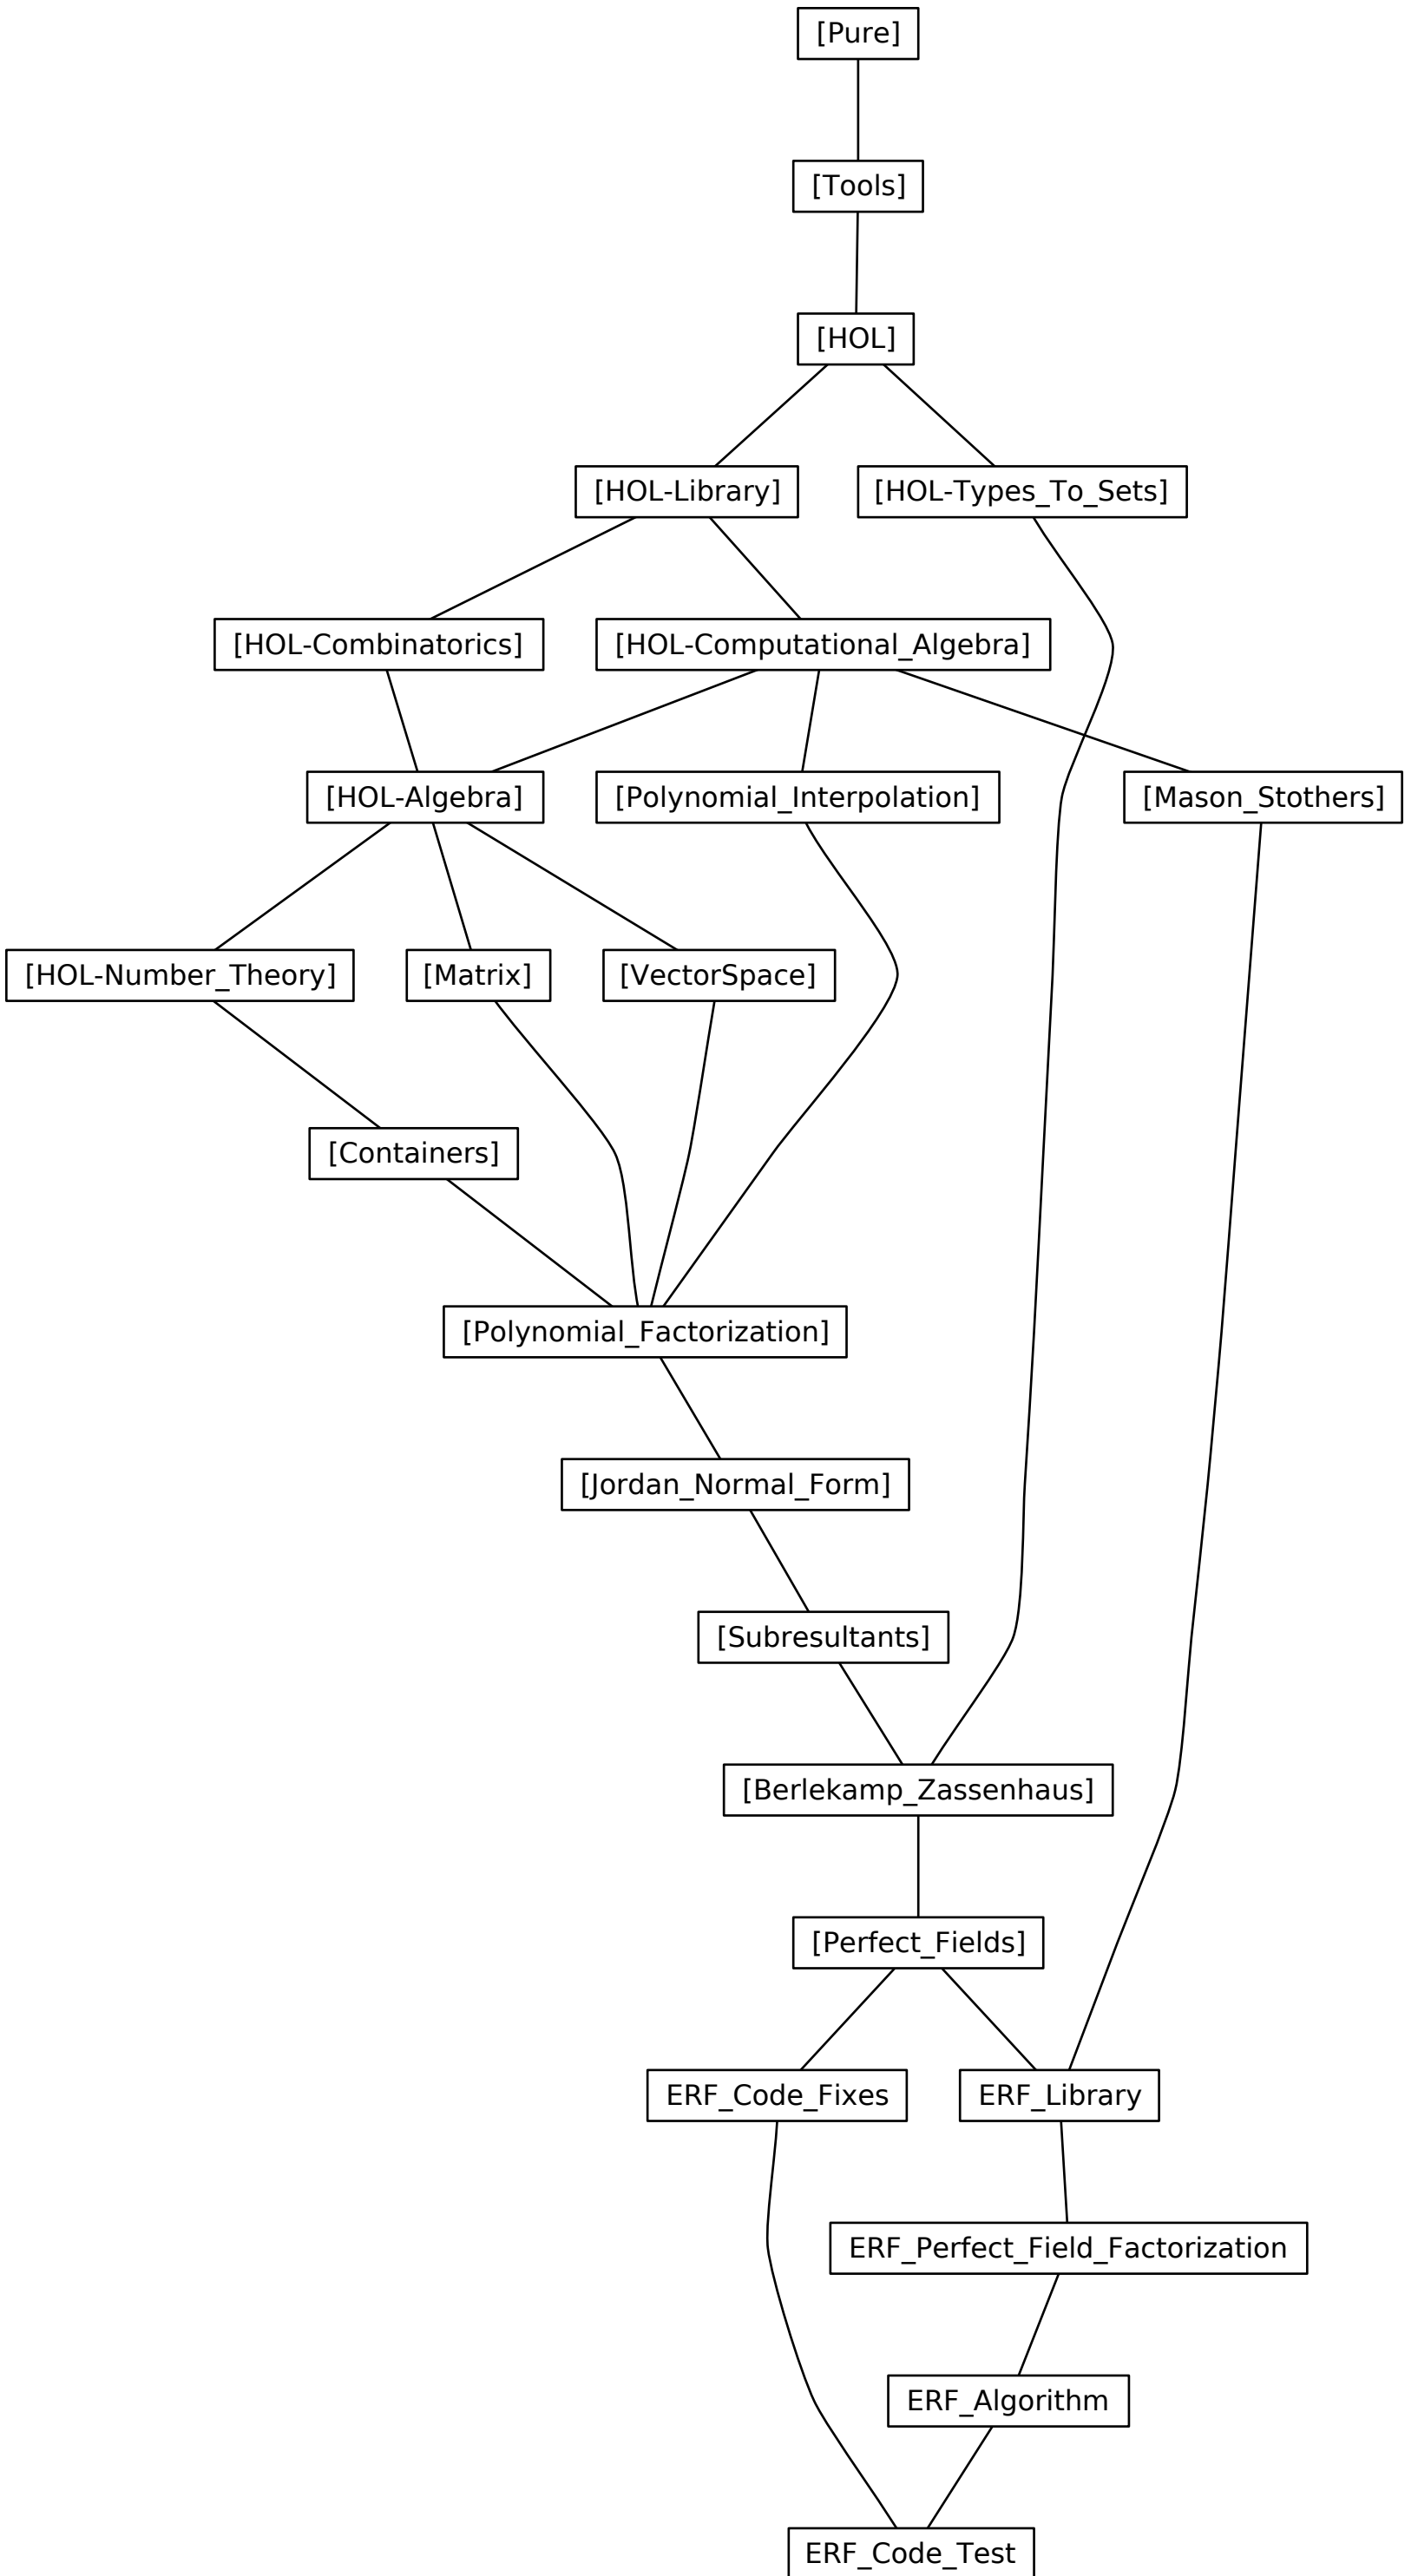 [Pure]
[Tools]
[HOL]
[HOL-Library]
[HOL-Types_To_Sets]
[HOL-Combinatorics]
[HOL-Computational_Algebra]
[HOL-Algebra]
[Polynomial_Interpolation]
[Mason_Stothers]
[HOL-Number_Theory]
[Matrix]
[VectorSpace]
[Containers]
[Polynomial_Factorization]
[Jordan_Normal_Form]
[Subresultants]
[Berlekamp_Zassenhaus]
[Perfect_Fields]
ERF_Code_Fixes
ERF_Library
ERF_Perfect_Field_Factorization
ERF_Algorithm
ERF_Code_Test